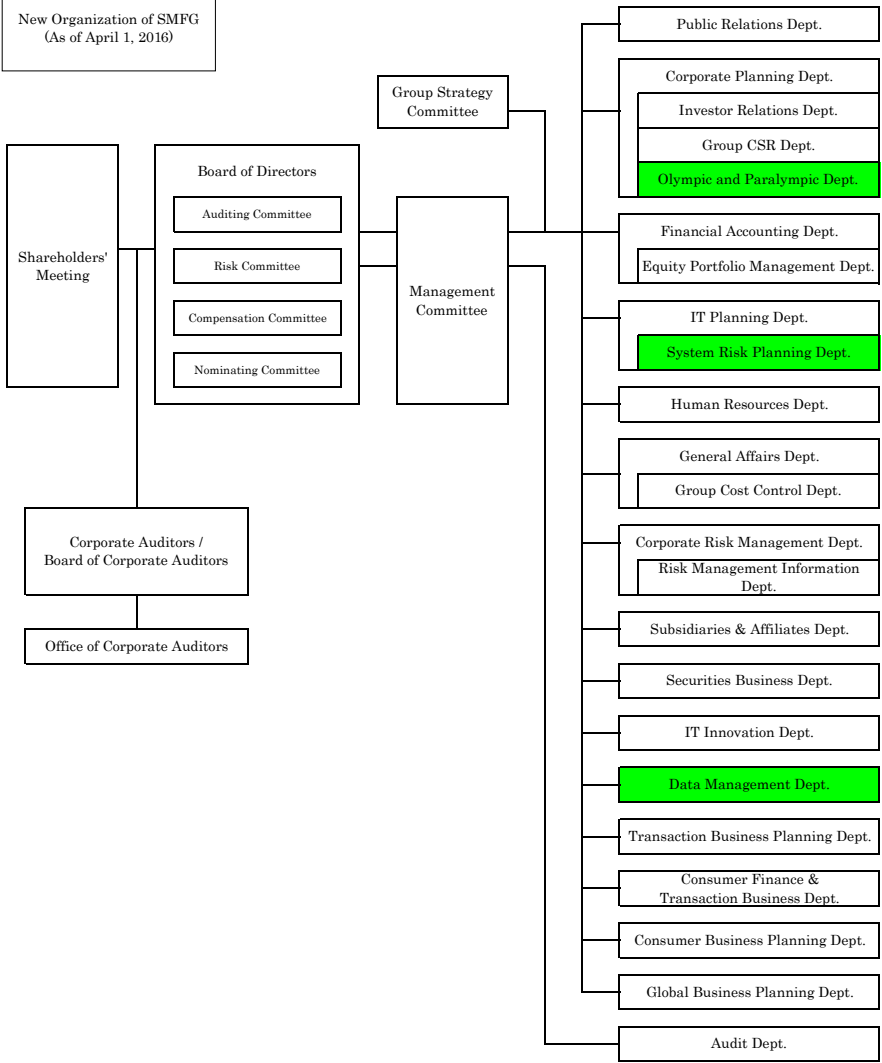 New Organization of SMFG
(As of April 1, 2016)
Group Strategy
Committee
Shareholders'
Meeting
Board of Directors
Auditing Committee
Risk Committee
Compensation Committee
Nominating Committee
Management
Committee
Corporate Auditors /
Board of Corporate Auditors
Office of Corporate Auditors
Public Relations Dept.
Corporate Planning Dept.
Investor Relations Dept.
Group CSR Dept.
Olympic and Paralympic Dept.
Financial Accounting Dept.
Equity Portfolio Management Dept.
IT Planning Dept.
System Risk Planning Dept.
Human Resources Dept.
General Affairs Dept.
Group Cost Control Dept.
Corporate Risk Management Dept.
Risk Management Information
Dept.
Subsidiaries & Affiliates Dept.
Securities Business Dept.
IT Innovation Dept.
Data Management Dept.
Transaction Business Planning Dept.
Consumer Finance &
Transaction Business Dept.
Consumer Business Planning Dept.
Global Business Planning Dept.
Audit Dept.